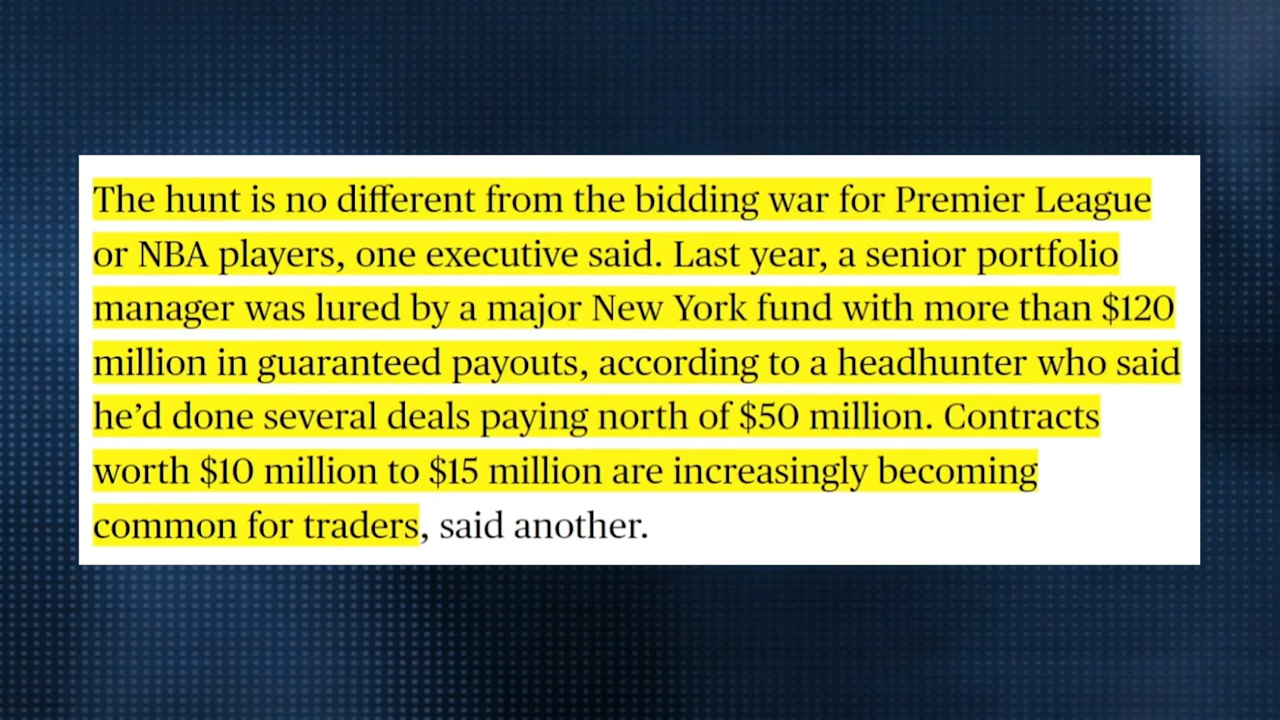 The hunt is no different from the bidding war for Premier League
or NBA players, one executive said. Last year, a senior portfolio
manager was lured by a major New York fund with more than $120
million in guaranteed payouts, according to a headhunter who said
he’d done several deals paying north of $50 million. Contracts
worth $10 million to $15 million are increasingly becoming
common for traders, said another.